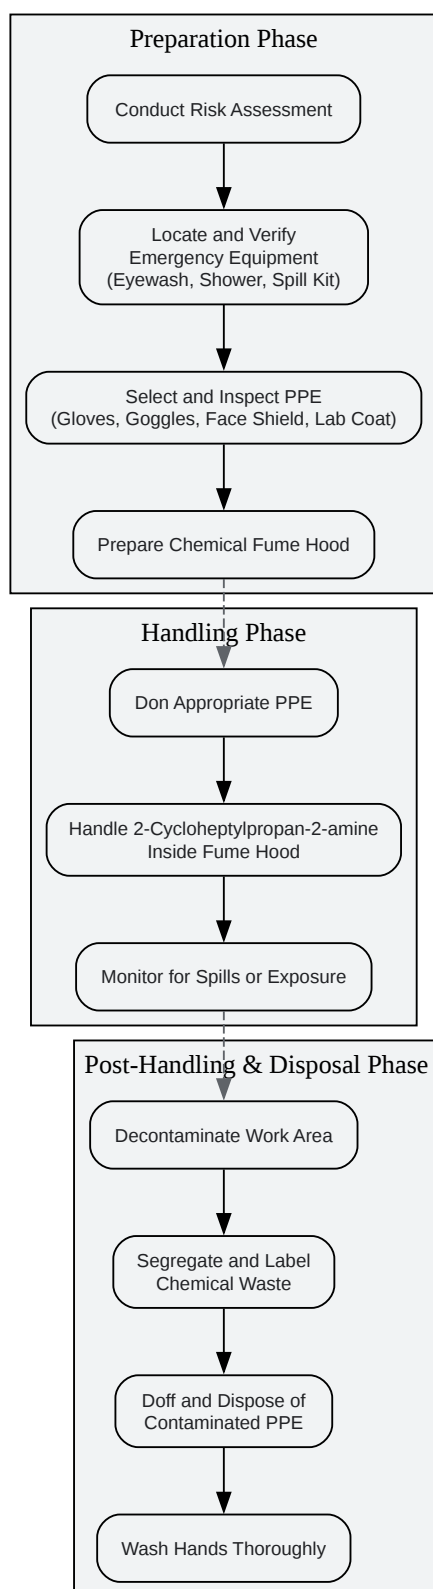 Preparation Phase
Conduct Risk Assessment
Locate and Verify
Emergency Equipment
(Eyewash, Shower, Spill Kit)
Select and Inspect PPE
(Gloves, Goggles, Face Shield, Lab Coat)
Prepare Chemical Fume Hood
Handling Phase
Don Appropriate PPE
Handle 2-Cycloheptylpropan-2-amine
Inside Fume Hood
Monitor for Spills or Exposure
Post-Handling & Disposal Phase
Decontaminate Work Area
Segregate and Label
Chemical Waste
Doff and Dispose of
Contaminated PPE
Wash Hands Thoroughly